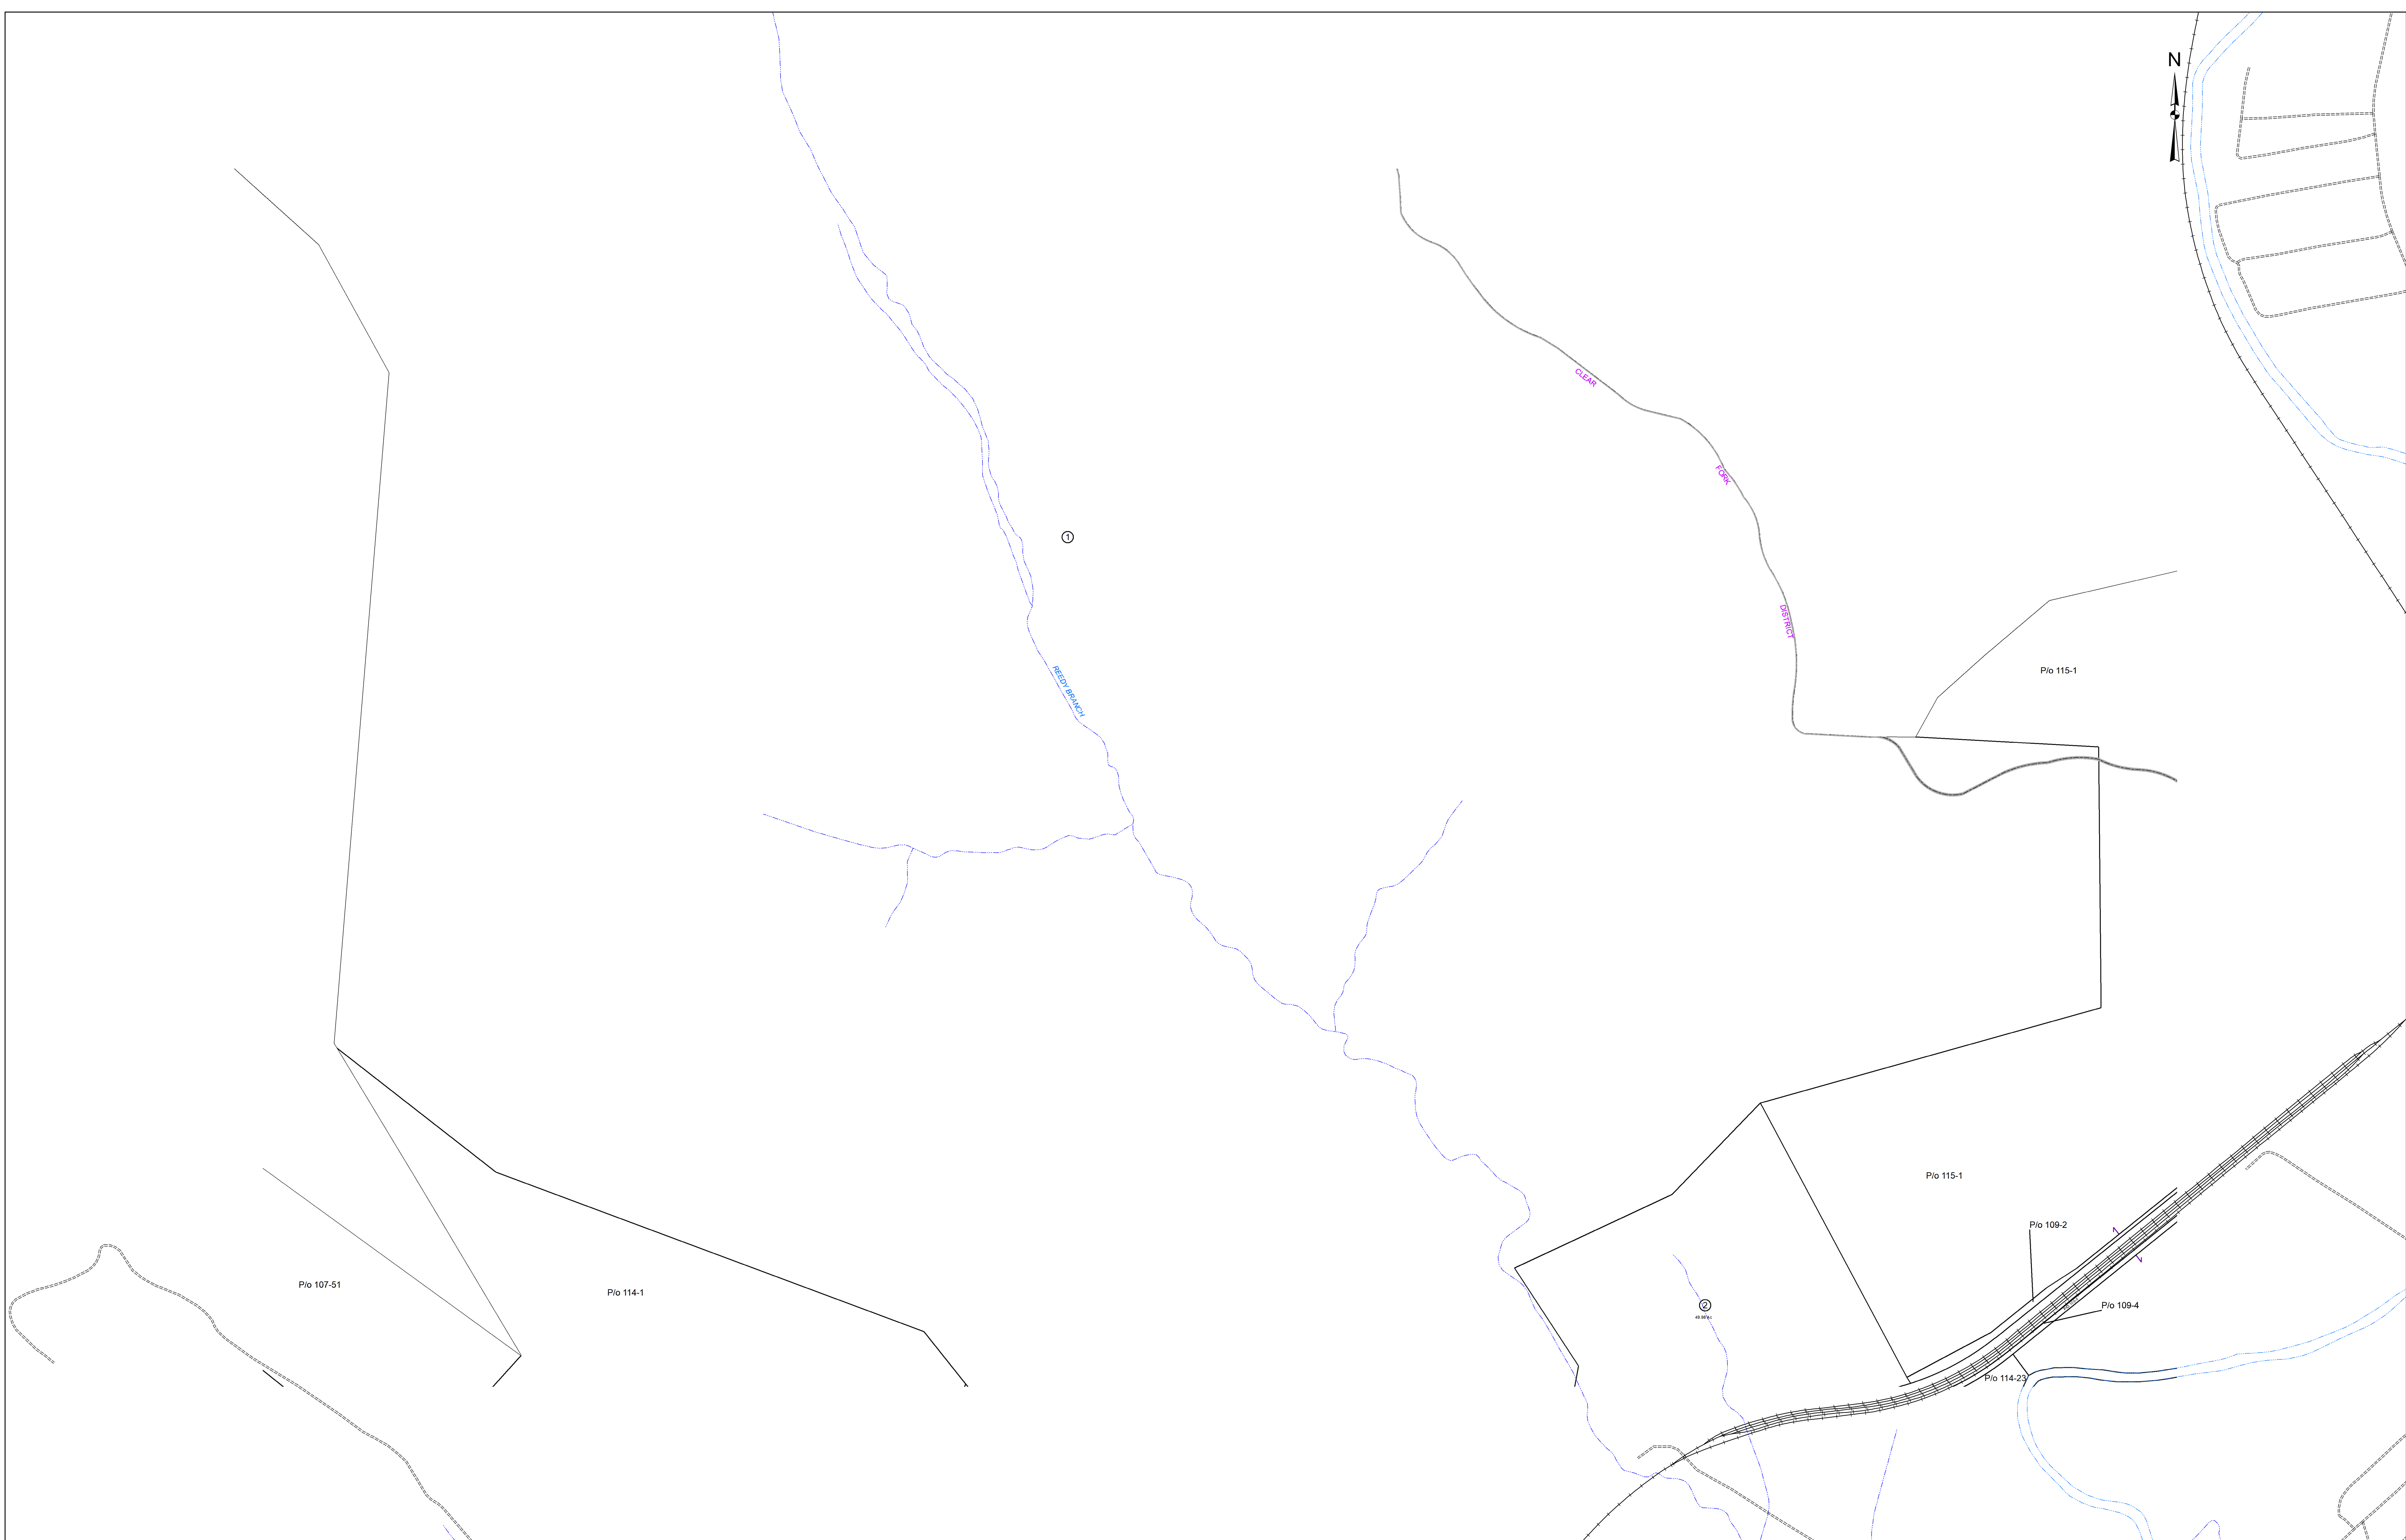 N
CLEAR
FORK
1
DISTRICT
P/o 115-1
REEDY BRANCH
P/o 115-1
P/o 109-2
P/o 107-51
P/o 114-1
2
P/o 109-4
P/o 114-23